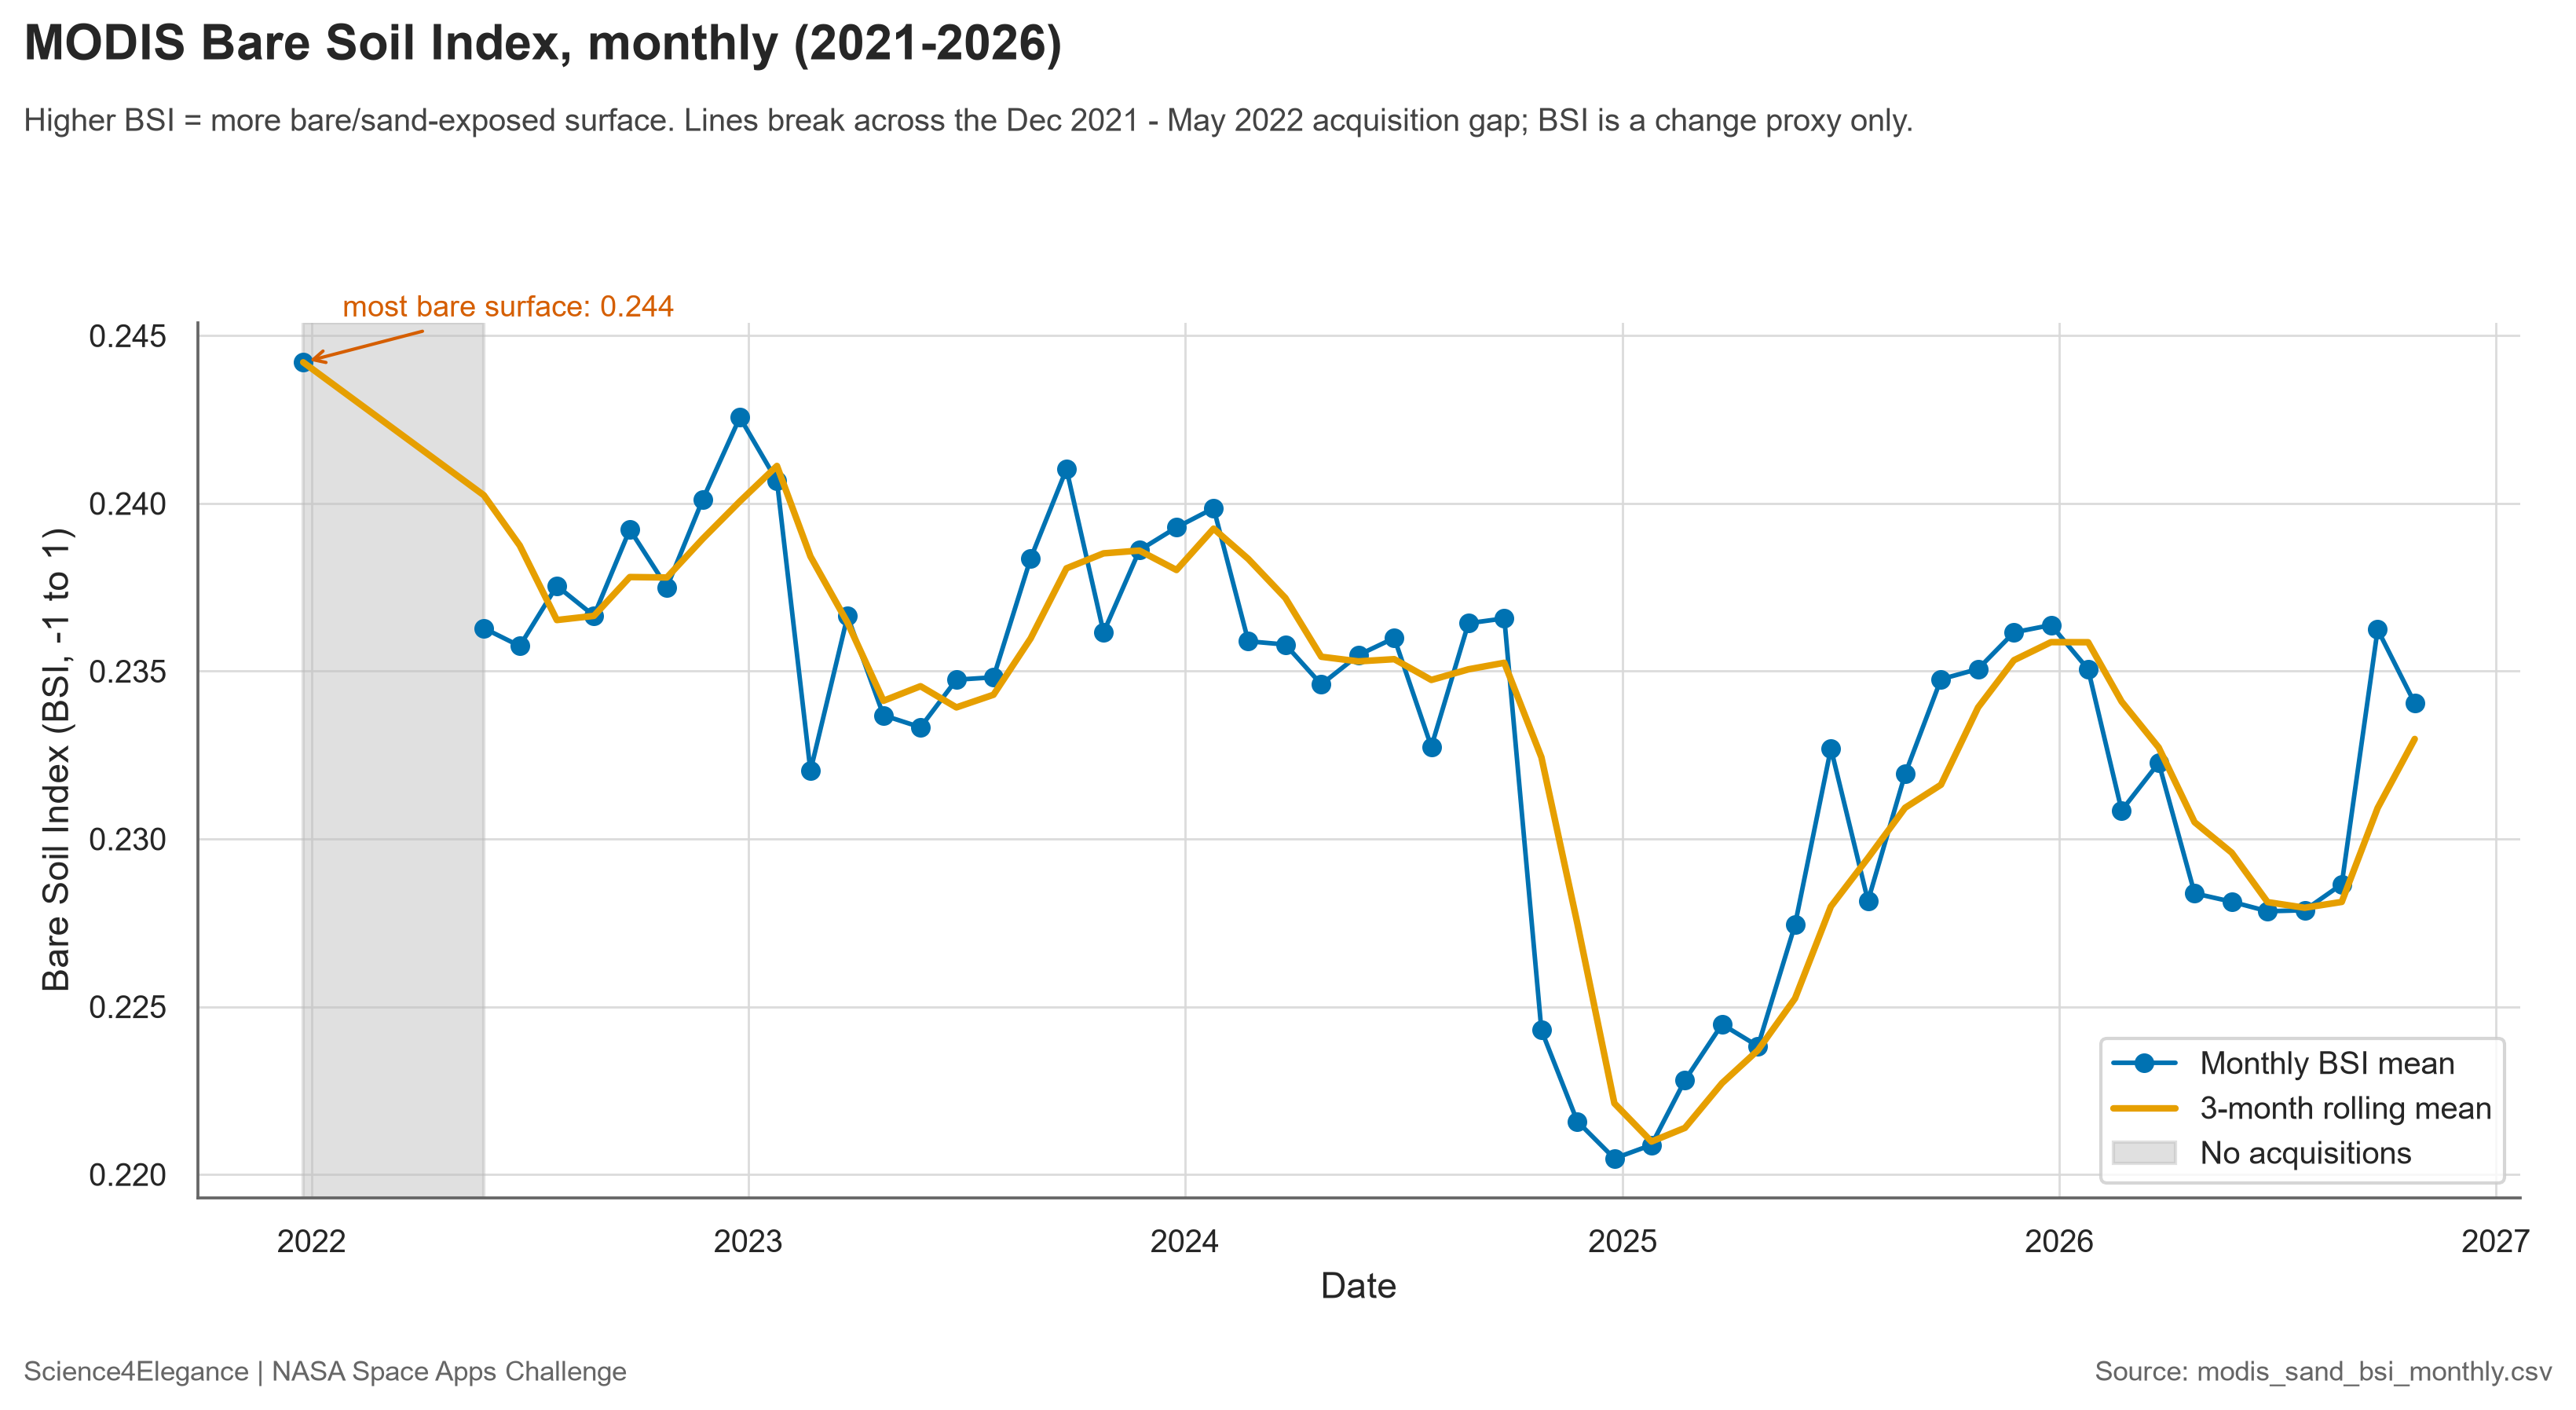 MODIS Bare Soil Index, monthly (2021-2026)
Higher BSI = more bare/sand-exposed surface. Lines break across the Dec 2021 - May 2022 acquisition gap; BSI is a change proxy only.
most bare surface: 0.244
Bare Soil Index (BSI, -1 to 1)
0.245
0.240
0.235
0.230
0.225
0.220
Monthly BSI mean
3-month rolling mean
No acquisitions
2022 2023 2024 2025 2026 2027
Date
Science4Elegance | NASA Space Apps Challenge
Source: modis_sand_bsi_monthly.csv